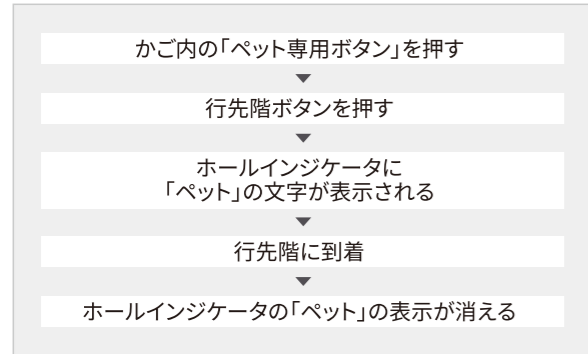 かご内の「ペット専用ボタン」を押す
行先階ボタンを押す
ホールインジケータに
「ペット」の文字が表示される
行先階に到着
ホールインジケータの「ペット」の表示が消える